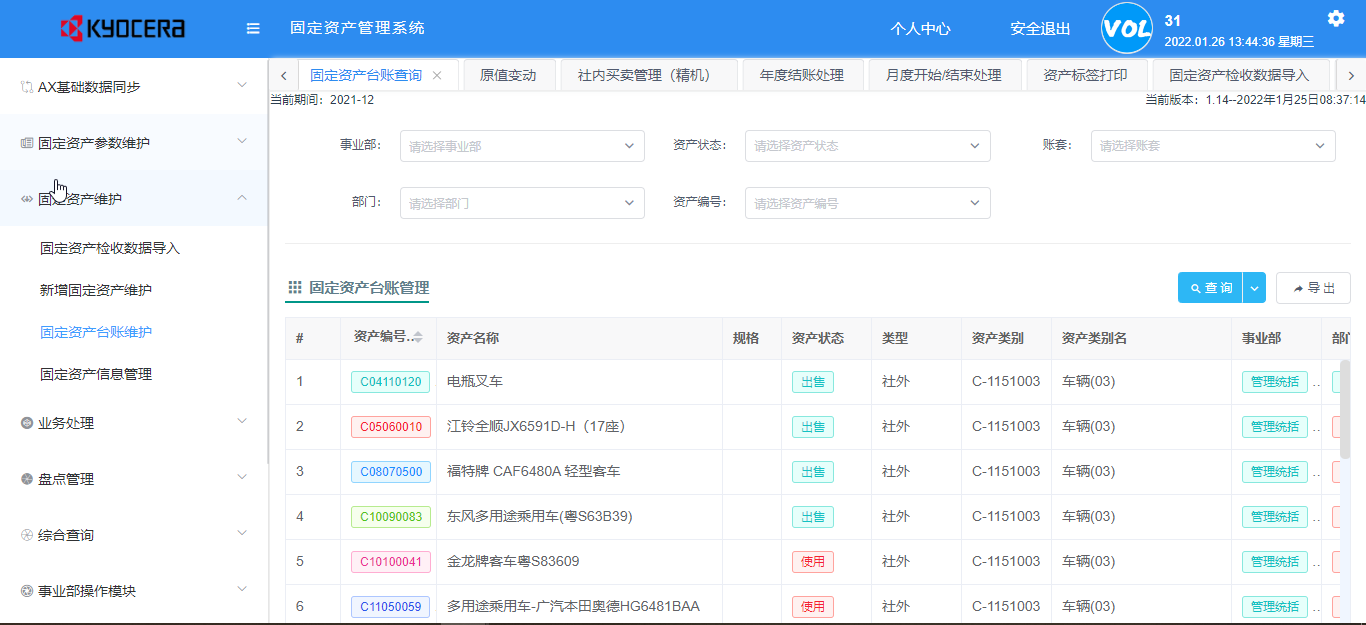 KYOCERA
固定资产管理系统
个人中心
安全退出
VOL
31
2022.01.26 13:44:36 星期三
AX基础数据同步
固定资产参数维护
固定资产维护
固定资产检收数据导入
新增固定资产维护
固定资产台账维护
固定资产信息管理
业务处理
盘点管理
综合查询
事业部操作模块
固定资产台账查询
原值变动
社内买卖管理（精机）
年度结账处理
月度开始/结束处理
资产标签打印
固定资产检收数据导入
当前期间：2021-12
当前版本：1.14--2022年1月25日08:37:14
事业部： 请选择事业部
资产状态： 请选择资产状态
账套： 请选择账套
部门： 请选择部门
资产编号： 请选择资产编号
固定资产台账管理
查询
导出
# 资产编号.. 资产名称 规格 资产状态 类型 资产类别 资产类别名 事业部 部门
1 C04110120 电瓶叉车 出售 社外 C-1151003 车辆(03) 管理统括 ..
2 C05060010 江铃全顺JX6591D-H（17座） 出售 社外 C-1151003 车辆(03) 管理统括 ..
3 C08070500 福特牌 CAF6480A 轻型客车 出售 社外 C-1151003 车辆(03) 管理统括 ..
4 C10090083 东风多用途乘用车(粤S63B39) 出售 社外 C-1151003 车辆(03) 管理统括 ..
5 C10100041 金龙牌客车粤S83609 使用 社外 C-1151003 车辆(03) 管理统括 ..
6 C11050059 多用途乘用车-广汽本田奥德HG6481BAA 使用 社外 C-1151003 车辆(03) 管理统括 ..